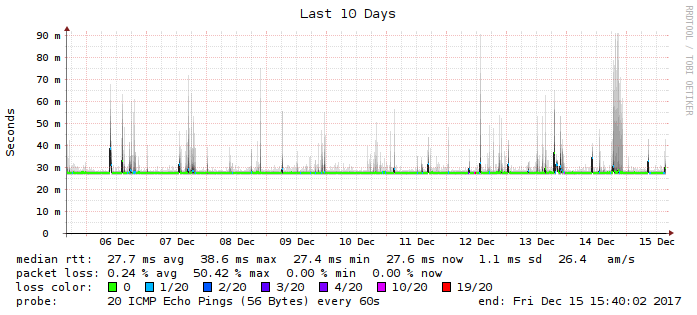 Last 10 Days
RRDTOOL / TOBI OETIKER
Seconds
90 m
80 m
70 m
60 m
50 m
40 m
30 m
20 m
10 m
0
06 Dec 07 Dec 08 Dec 09 Dec 10 Dec 11 Dec 12 Dec 13 Dec 14 Dec 15 Dec
median rtt: 27.7 ms avg 38.6 ms max 27.4 ms min 27.6 ms now 1.1 ms sd 26.4 am/s
packet loss: 0.24 % avg 50.42 % max 0.00 % min 0.00 % now
loss color: 0 1/20 2/20 3/20 4/20 10/20 19/20
probe: 20 ICMP Echo Pings (56 Bytes) every 60s end: Fri Dec 15 15:40:02 2017